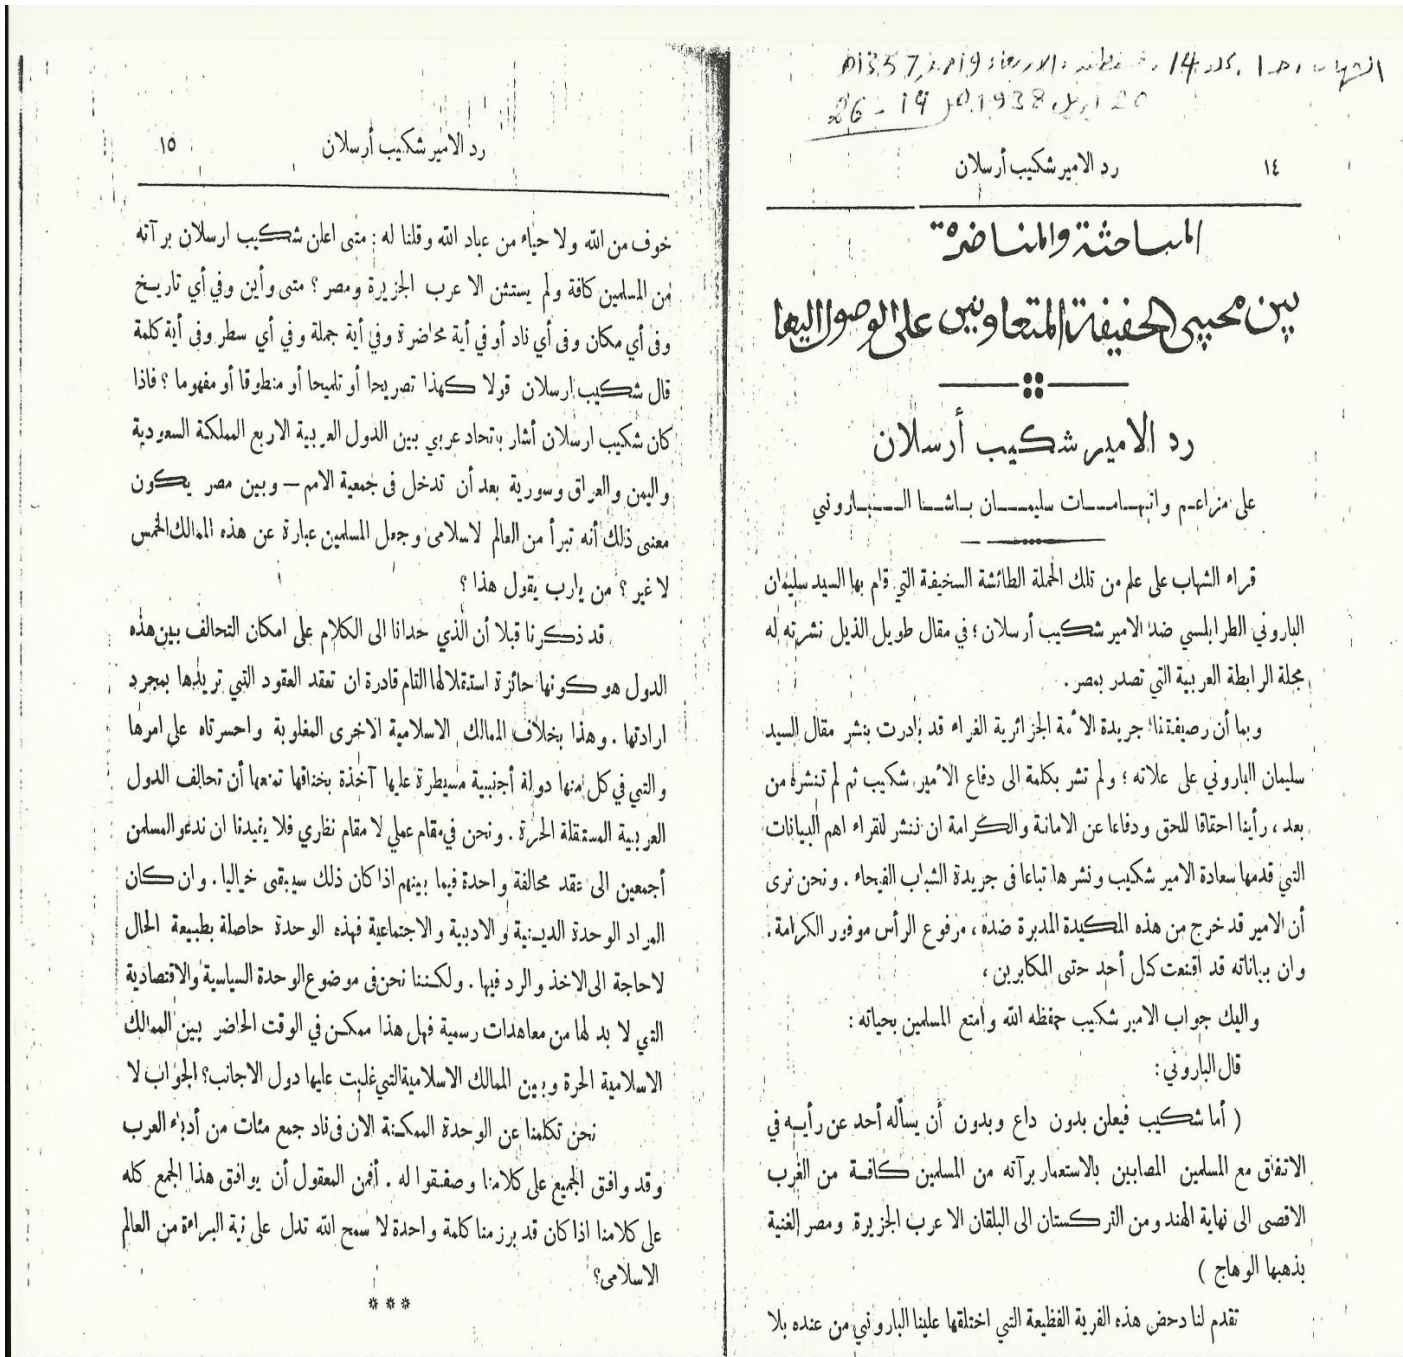 الشهاب، ج1، مجلد 14، قسنطينة، الاربعاء 19 صفر 1357ه
20 افريل 1938م ص 19 - 26
١٤
رد الامير شكيب أرسلان
المباحثة والمناضرة
بين محبي الحقيقة المتعاونين على الوصول اليها
رد الامير شكيب أرسلان
على مزاعم واتهامات سليمان باشا الباروني
قراء الشهاب على علم من تلك الحملة الطائشة السخيفة التي قام بها السيد سليمان
الباروني الطرابلسي ضد الامير شكيب أرسلان ؛ في مقال طويل الذيل نشرته له
مجلة الرابطة العربية التي تصدر بمصر .
وبما أن رصيفتنا جريدة الأمة الجزائرية الغراء قد بادرت بنشر مقال السيد
سليمان الباروني على علاته ؛ ولم تشر بكلمة الى دفاع الأمير شكيب ثم لم تنشره من
بعد ، رأينا احقاقا للحق ودفاعا عن الامانة والكرامة ان ننشر للقراء اهم البيانات
التي قدمها سعادة الامير شكيب ونشرها تباعا في جريدة الشباب الفيحاء . ونحن نرى
أن الامير قد خرج من هذه المكيدة المدبرة ضده ، مرفوع الرأس موفور الكرامة .
وان بياناته قد اقنعت كل أحد حتى المكابرين ،
واليك جواب الامير شكيب حفظه الله وامتع المسلمين بحياته :
قال الباروني :
( أما شكيب فيعلن بدون داع وبدون أن يسأله أحد عن رأيه في
الاتفاق مع المسلمين المصابين بالاستعمار برآته من المسلمين كافة من الغرب
الاقصى الى نهاية الهند ومن التركستان الى البلقان الا عرب الجزيرة ومصر الغنية
بذهبها الوهاج )
تقدم لنا دحض هذه الفرية الفظيعة التي اختلقها علينا الباروني من عنده بلا
رد الامير شكيب أرسلان
١٥
خوف من الله ولا حياء من عباد الله وقلنا له : متى اعلن شكيب ارسلان برآته
من المسلمين كافة ولم يستثن الا عرب الجزيرة ومصر ؟ متى وأين وفي أي تاريخ
وفى أي مكان وفى أي ناد أو في أية محاضرة وفي أية جملة وفي أي سطر وفى أية كلمة
قال شكيب ارسلان قولا كهذا تصريحا أو تلميحا أو منطوقا أو مفهوما ؟ فاذا
كان شكيب ارسلان أشار باتحاد عربي بين الدول العربية الاربع المملكة السعودية
واليمن والعراق وسورية بعد أن تدخل في جمعية الامم — وبين مصر يكون
معنى ذلك أنه تبرأ من العالم لاسلامى وجعل المسلمين عبارة عن هذه الممالك الخمس
لا غير ؟ من يارب يقول هذا ؟
قد ذكرنا قبلا أن الذي حدانا الى الكلام على امكان التحالف بين هذه
الدول هو كونها حائزة استقلالها التام قادرة ان تعقد العقود التي تريدها بمجرد
ارادتها . وهذا بخلاف الممالك الاسلامية الاخرى المغلوبة واحسرتاه على امرها
والتي في كل منها دولة أجنبية مسيطرة عليها آخذة بخناقها تمنعها أن تحالف الدول
العربية المستقلة الحرة . ونحن في مقام عملي لا مقام نظاري فلا يفيدنا ان ندعو المسلمن
أجمعين الى عقد محالفة واحدة فيما بينهم اذا كان ذلك سيبقى خياليا . وان كان
المراد الوحدة الدينية والادبية والاجتماعية فهذه الوحدة حاصلة بطبيعة الحال
لا حاجة الى الاخذ والرد فيها . ولكننا نحن فى موضوع الوحدة السياسية والاقتصادية
التي لا بد لها من معاهدات رسمية فهل هذا ممكن في الوقت الحاضر بين الممالك
الاسلامية الحرة وبين الممالك الاسلامية التي غلبت عليها دول الاجانب؟ الجواب لا
نحن تكلمنا عن الوحدة الممكنة الان فى ناد جمع مئات من أدباء العرب
وقد وافق الجميع على كلامنا وصفقوا له . أفمن المعقول أن يوافق هذا الجمع كله
على كلامنا اذا كان قد برز منا كلمة واحدة لا سمح الله تدل على نية البراءة من العالم
الاسلامى؟
***